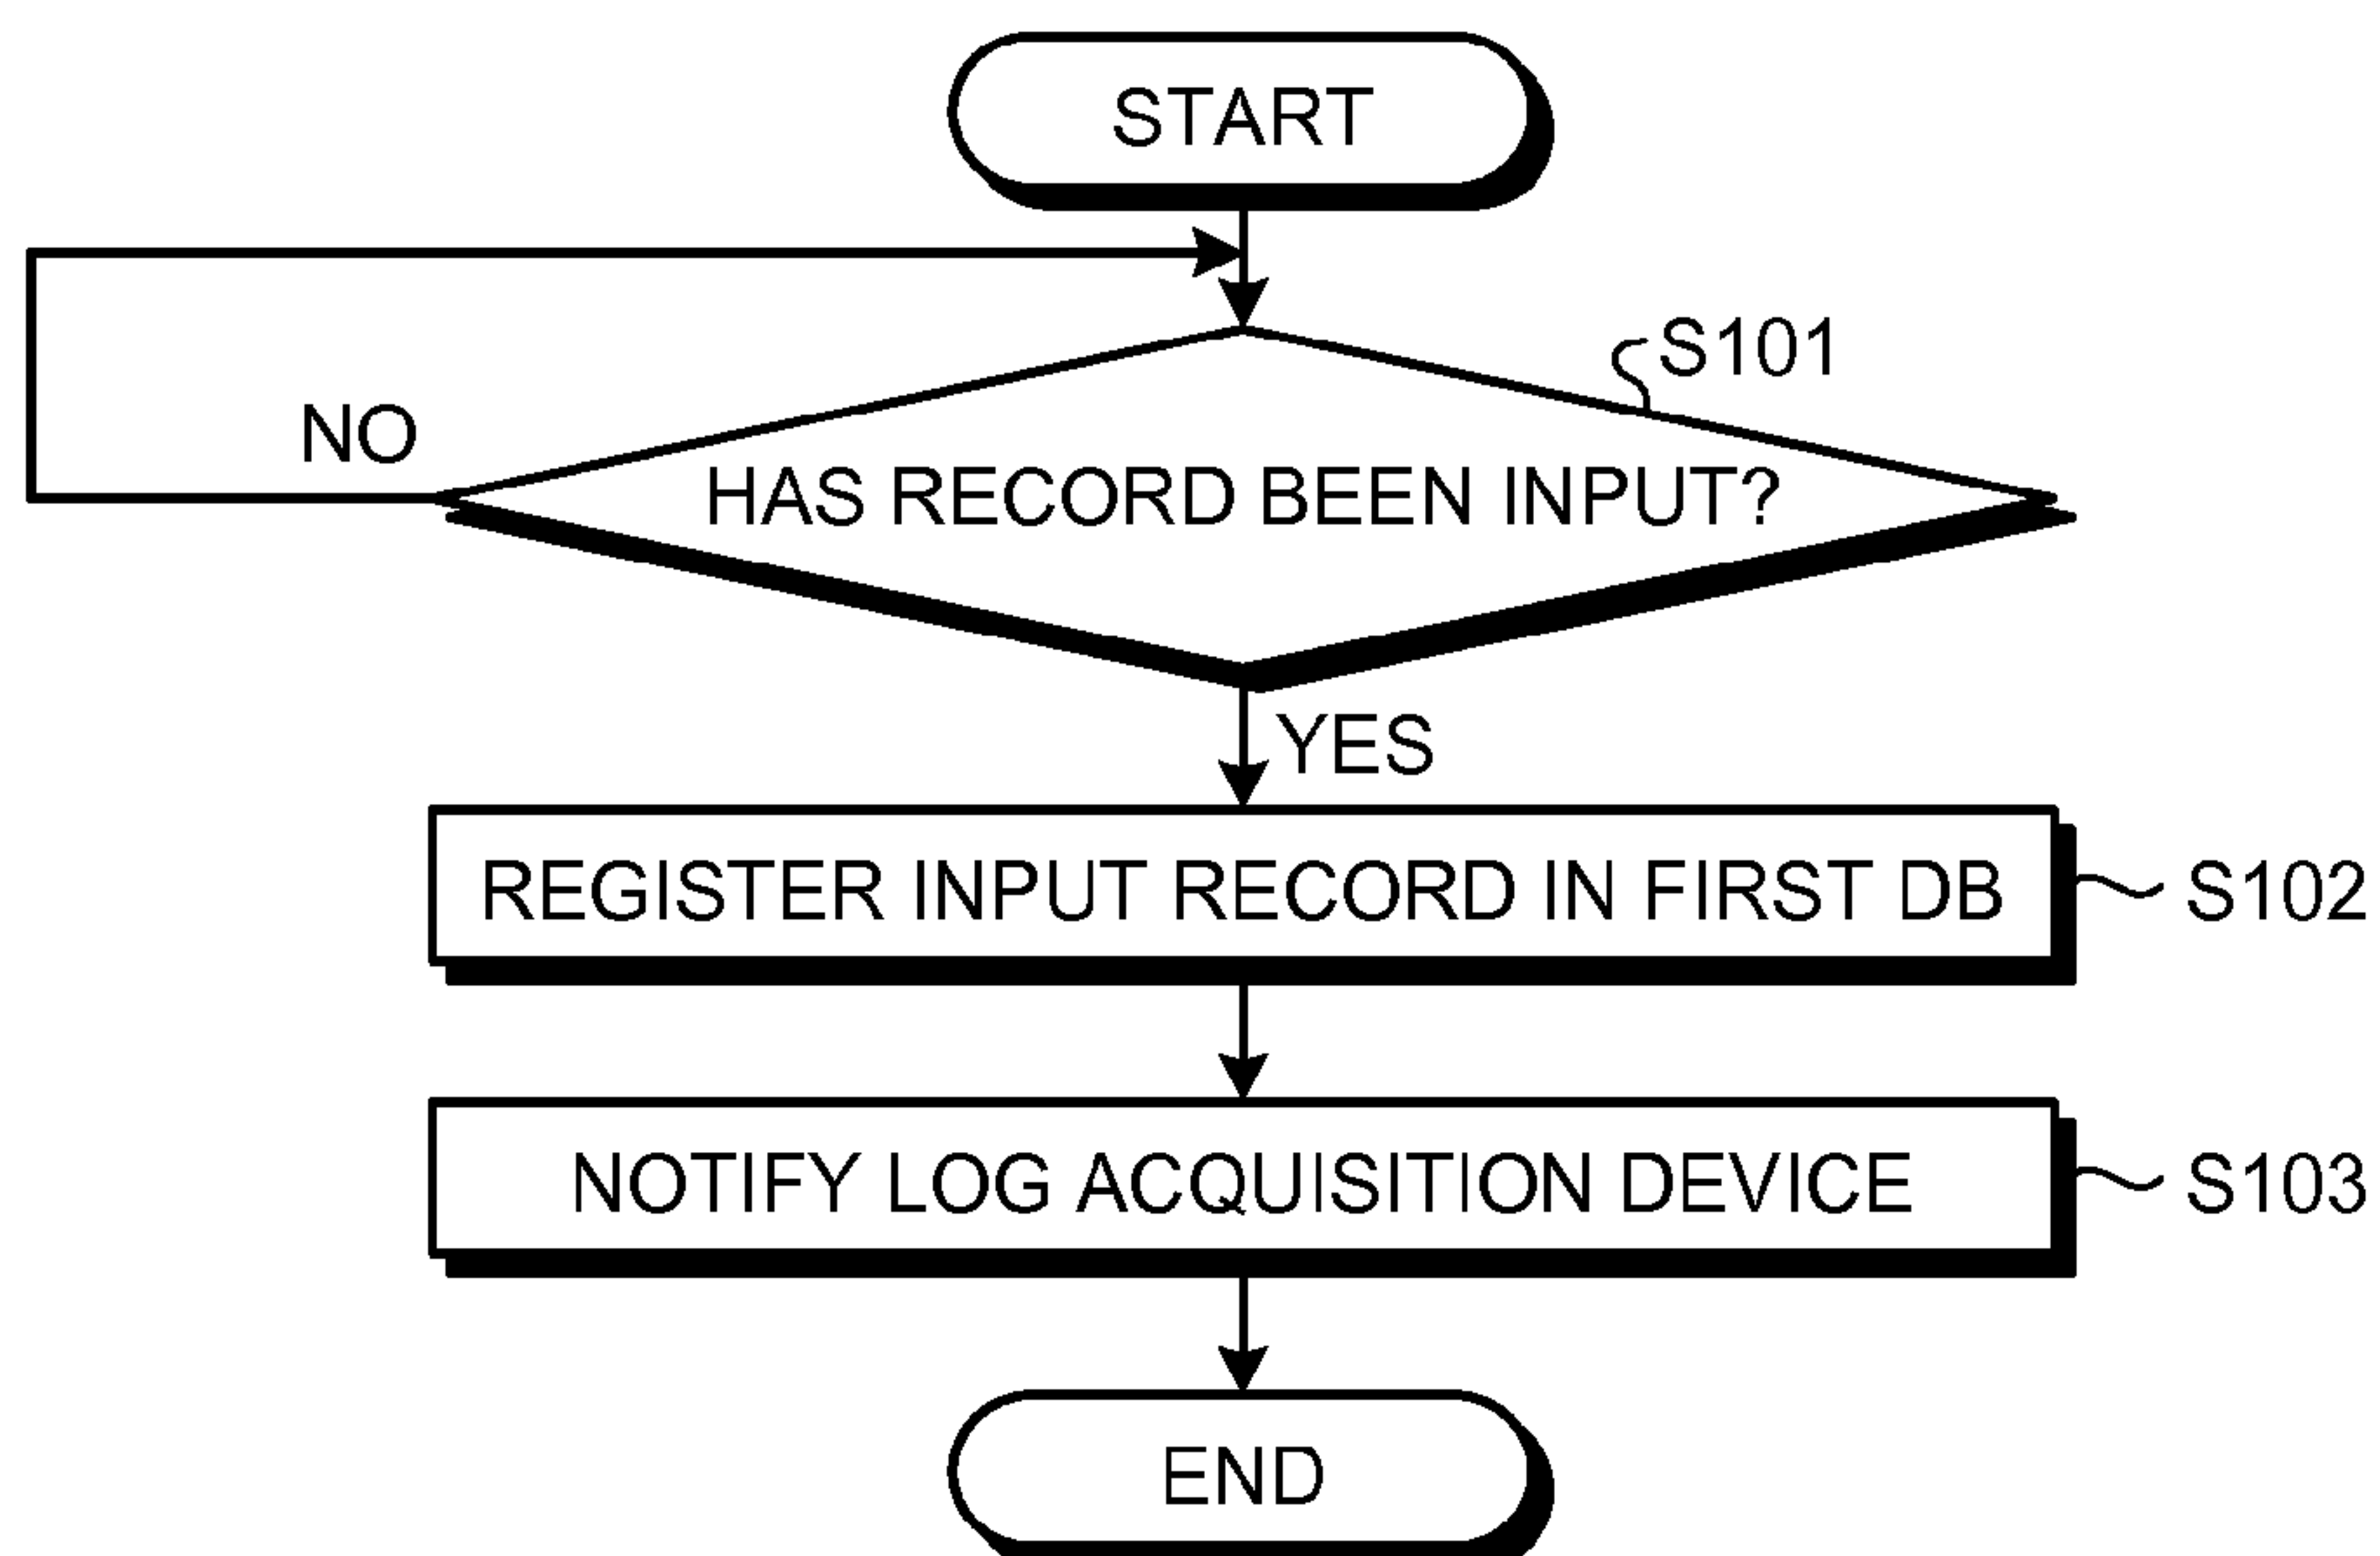 START
S101
NO
HAS RECORD BEEN INPUT?
YES
REGISTER INPUT RECORD IN FIRST DB
S102
NOTIFY LOG ACQUISITION DEVICE
S103
END